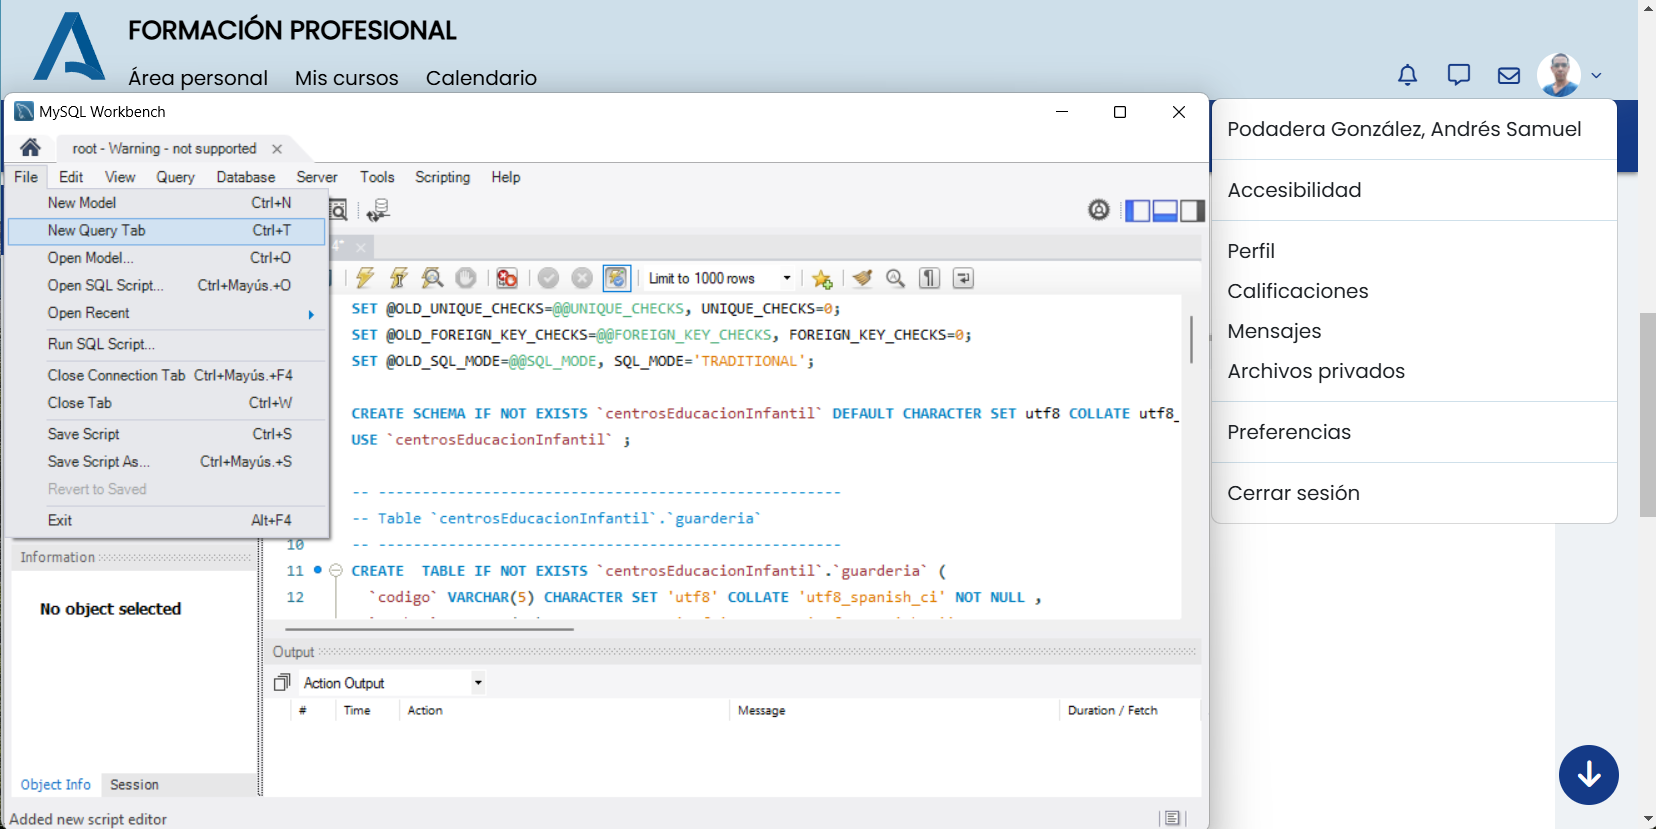 FORMACIÓN PROFESIONAL
Área personal Mis cursos Calendario
MySQL Workbench
root - Warning - not supported
File Edit View Query Database Server Tools Scripting Help
New Model Ctrl+N
New Query Tab Ctrl+T
Open Model... Ctrl+O
Open SQL Script... Ctrl+Mayús.+O
Open Recent
Run SQL Script...
Close Connection Tab Ctrl+Mayús.+F4
Close Tab Ctrl+W
Save Script Ctrl+S
Save Script As... Ctrl+Mayús.+S
Revert to Saved
Exit Alt+F4
4*
Limit to 1000 rows
SET @OLD_UNIQUE_CHECKS=@@UNIQUE_CHECKS, UNIQUE_CHECKS=0;
SET @OLD_FOREIGN_KEY_CHECKS=@@FOREIGN_KEY_CHECKS, FOREIGN_KEY_CHECKS=0;
SET @OLD_SQL_MODE=@@SQL_MODE, SQL_MODE='TRADITIONAL';
CREATE SCHEMA IF NOT EXISTS `centrosEducacionInfantil` DEFAULT CHARACTER SET utf8 COLLATE utf8_
USE `centrosEducacionInfantil` ;
-- -----------------------------------------------------
-- Table `centrosEducacionInfantil`.`guarderia`
10 -- -----------------------------------------------------
11 CREATE  TABLE IF NOT EXISTS `centrosEducacionInfantil`.`guarderia` (
12 `codigo` VARCHAR(5) CHARACTER SET 'utf8' COLLATE 'utf8_spanish_ci' NOT NULL ,
Information
No object selected
Object Info Session
Output
Action Output
# Time Action Message Duration / Fetch
Added new script editor
Podadera González, Andrés Samuel
Accesibilidad
Perfil
Calificaciones
Mensajes
Archivos privados
Preferencias
Cerrar sesión